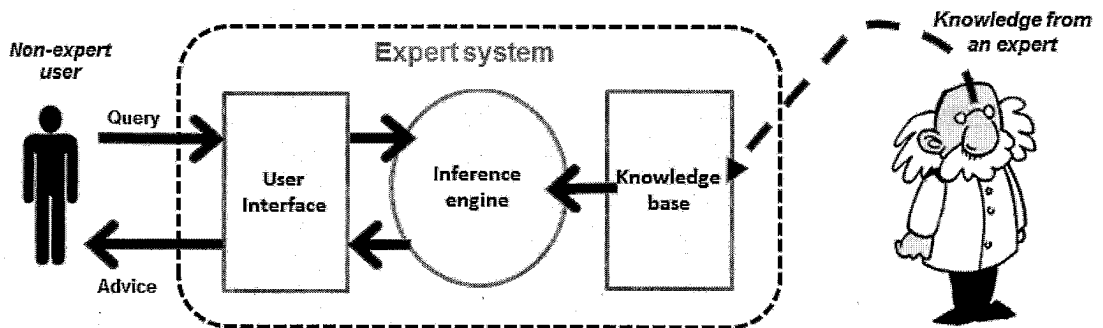 Non-expert
user
Expert system
Knowledge from
an expert
Query
User
Interface
Inference
engine
Knowledge
base
Advice